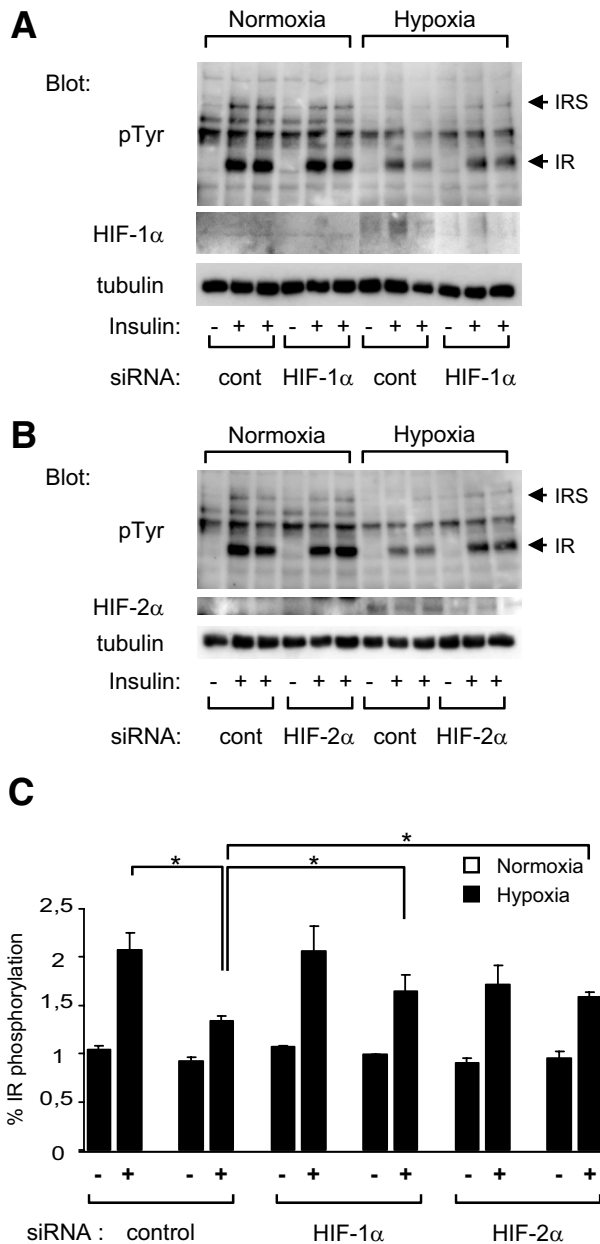 A
Normoxia Hypoxia
Blot:
IRS
pTyr
IR
HIF-1α
tubulin
Insulin: - + + - + + - + + - + +
siRNA: cont HIF-1α cont HIF-1α
B
Normoxia Hypoxia
Blot:
IRS
pTyr
IR
HIF-2α
tubulin
Insulin: - + + - + + - + + - + +
siRNA: cont HIF-2α cont HIF-2α
C
*
* *
Normoxia
Hypoxia
% IR phosphorylation
2,5
2
1,5
1
0,5
0
- + - + - + - + - + - +
siRNA : control HIF-1α HIF-2α